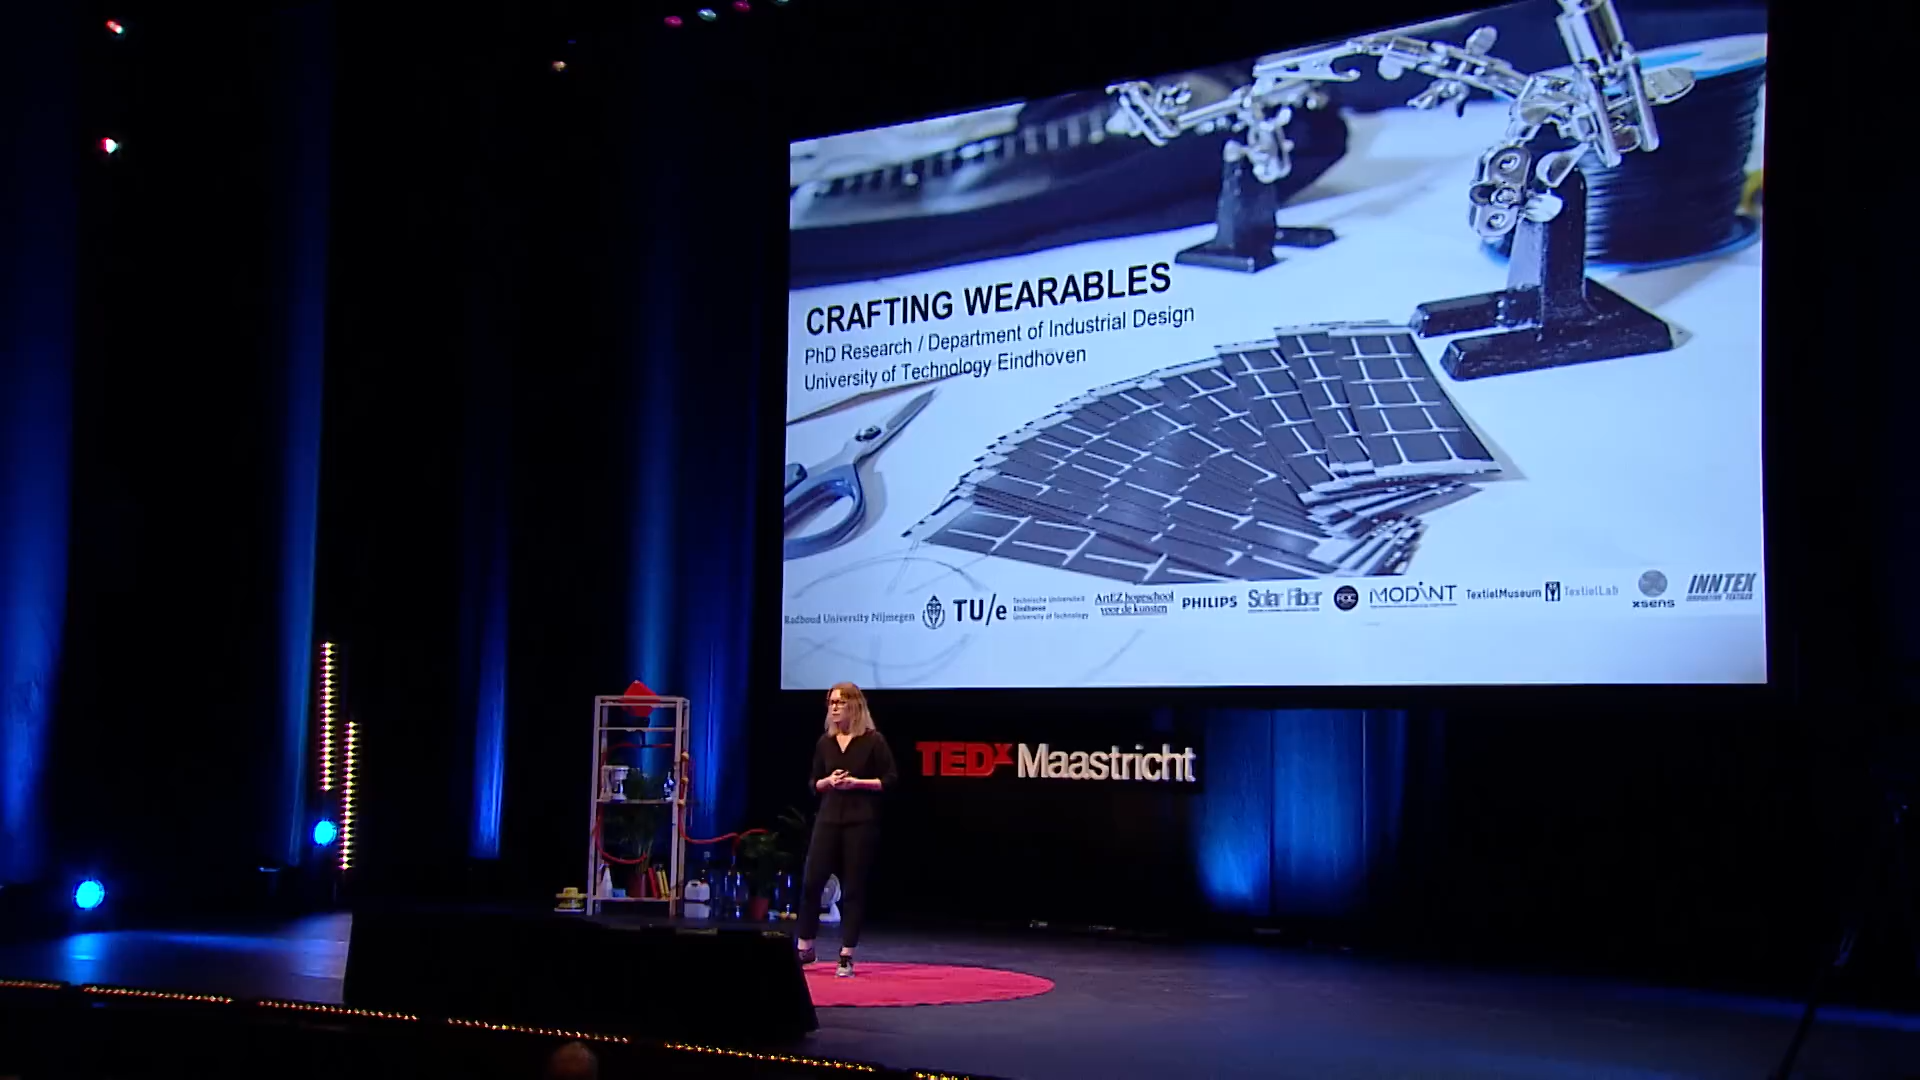 CRAFTING WEARABLES
PhD Research / Department of Industrial Design
University of Technology Eindhoven
Radboud University Nijmegen
TU/e
Technische Universiteit
Eindhoven
University of Technology
ArtEZ hogeschool
voor de kunsten
PHILIPS
Solar Fiber
MODINT
TextielMuseum
TextielLab
xsens
INNTEX
TEDx Maastricht